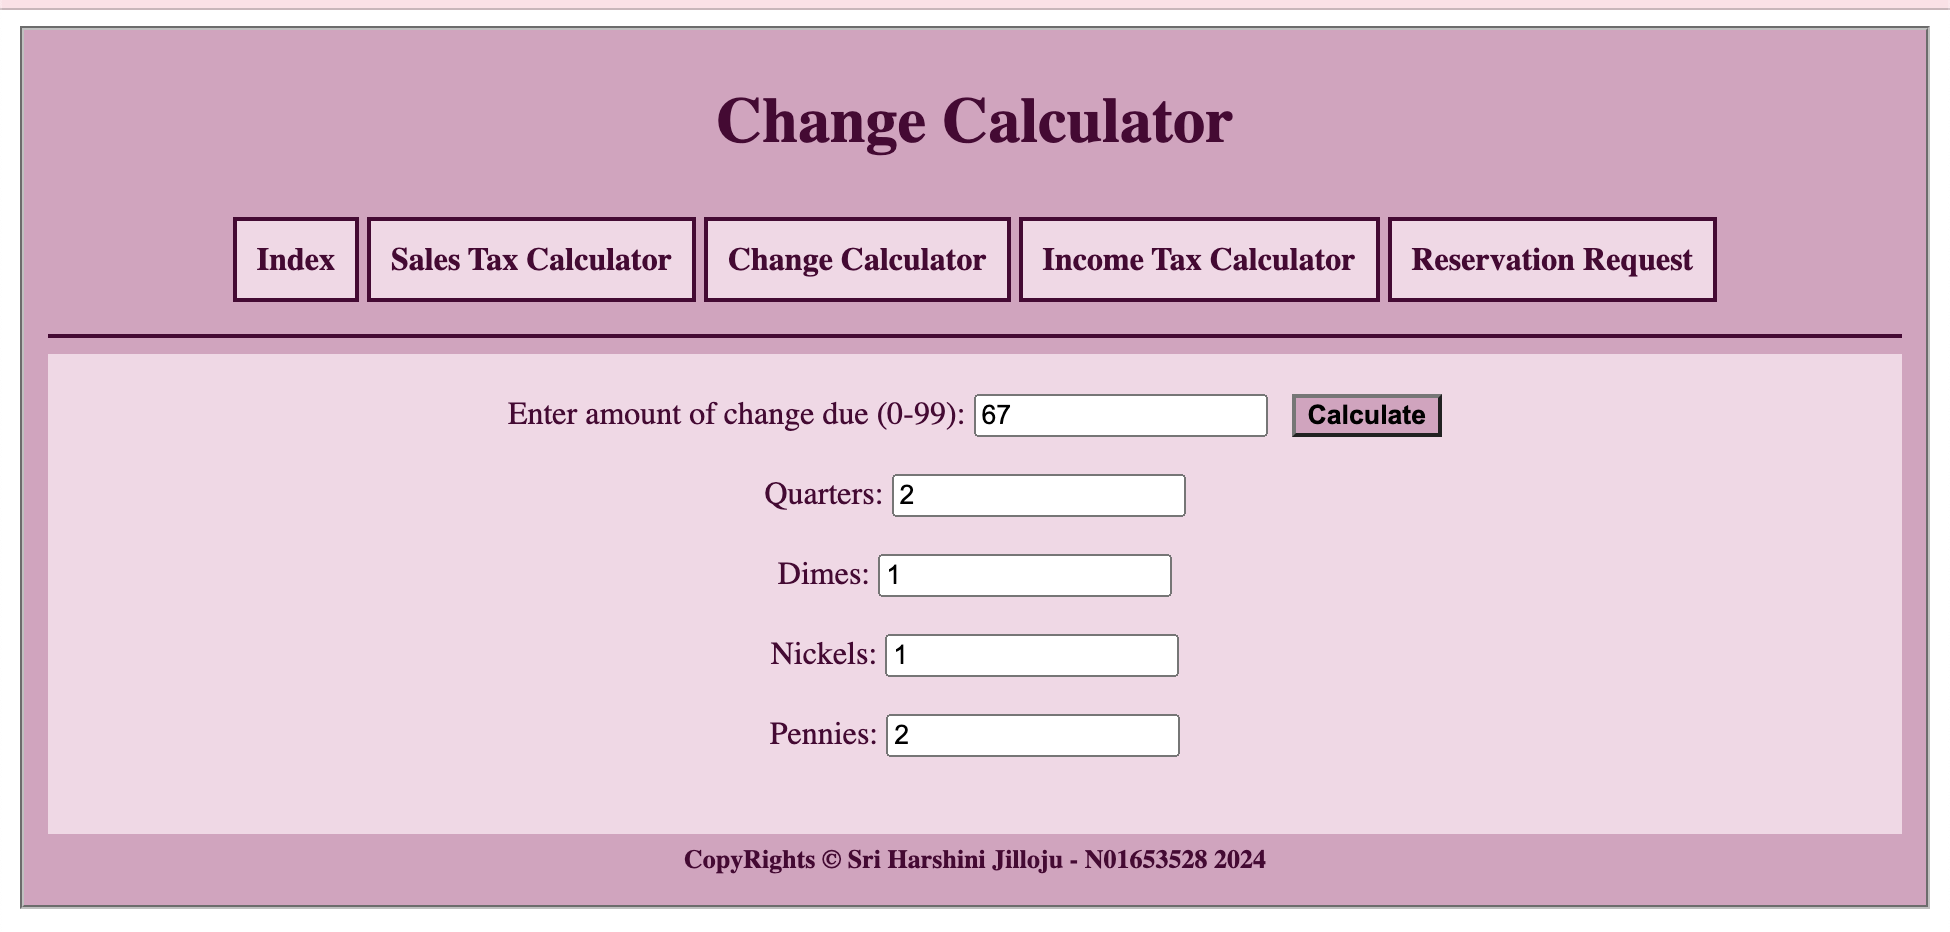 Change Calculator
Index Sales Tax Calculator Change Calculator Income Tax Calculator Reservation Request
Enter amount of change due (0-99): 67 Calculate
Quarters: 2
Dimes: 1
Nickels: 1
Pennies: 2
CopyRights © Sri Harshini Jilloju - N01653528 2024